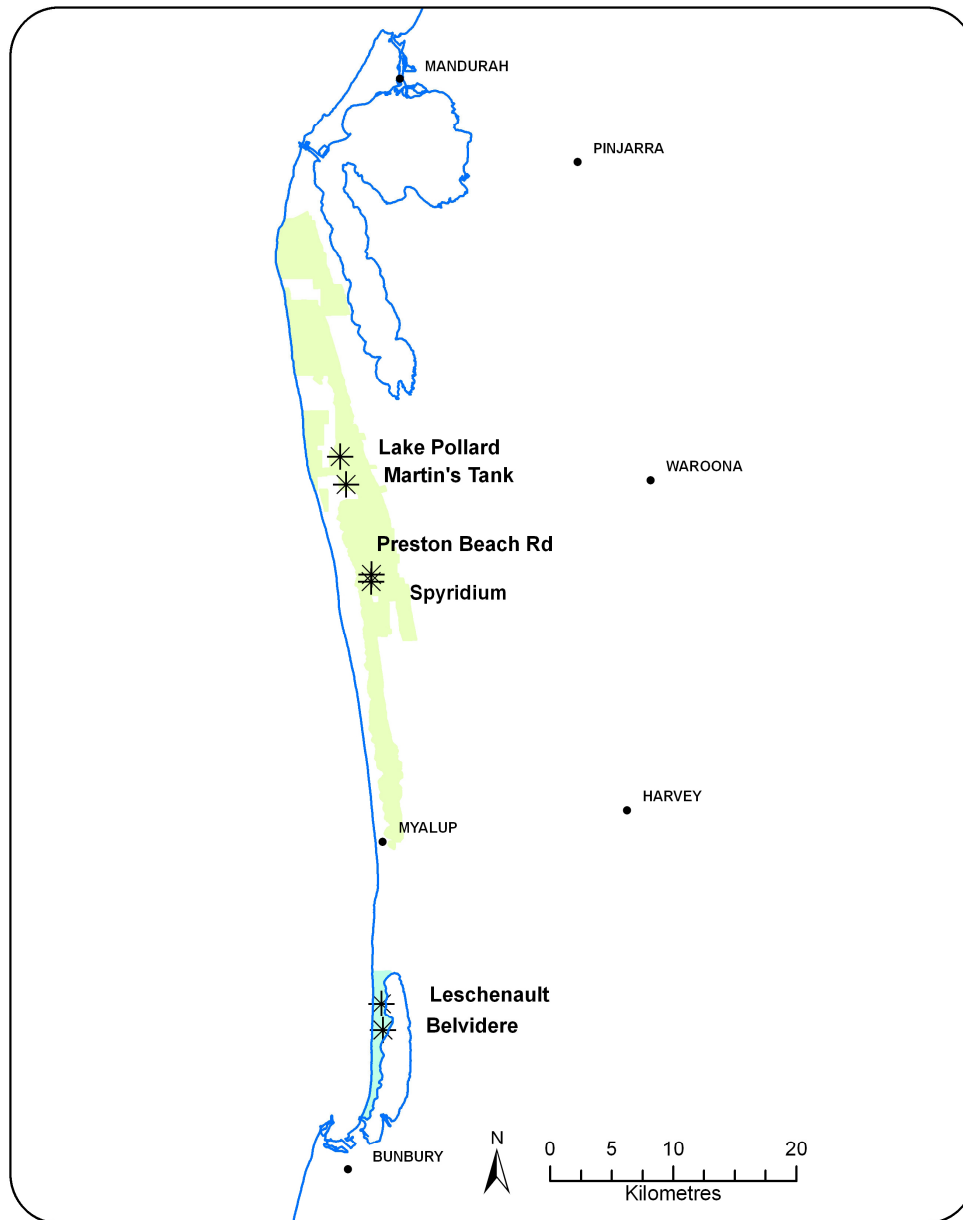 MANDURAH
PINJARRA
Lake Pollard
Martin's Tank
WAROONA
Preston Beach Rd
Spyridium
HARVEY
MYALUP
Leschenault
Belvidere
N
0 5 10 20
Kilometres
BUNBURY